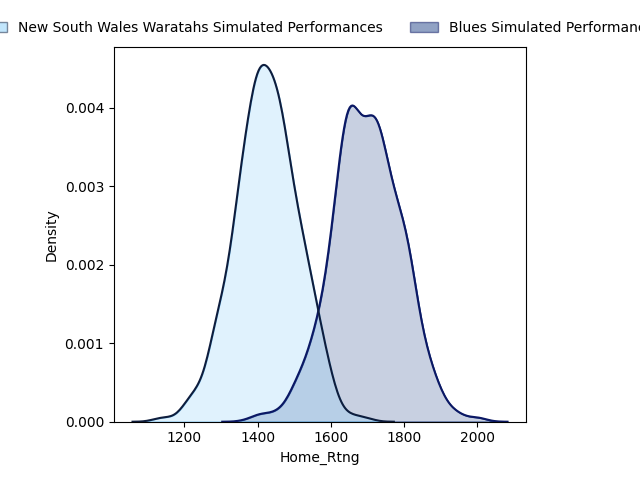 New South Wales Waratahs Simulated Performances Blues Simulated
0.004
0.003
0.002
0.001
0.000
Density
1200 1400 1600 1800 2000
Home_Rtng